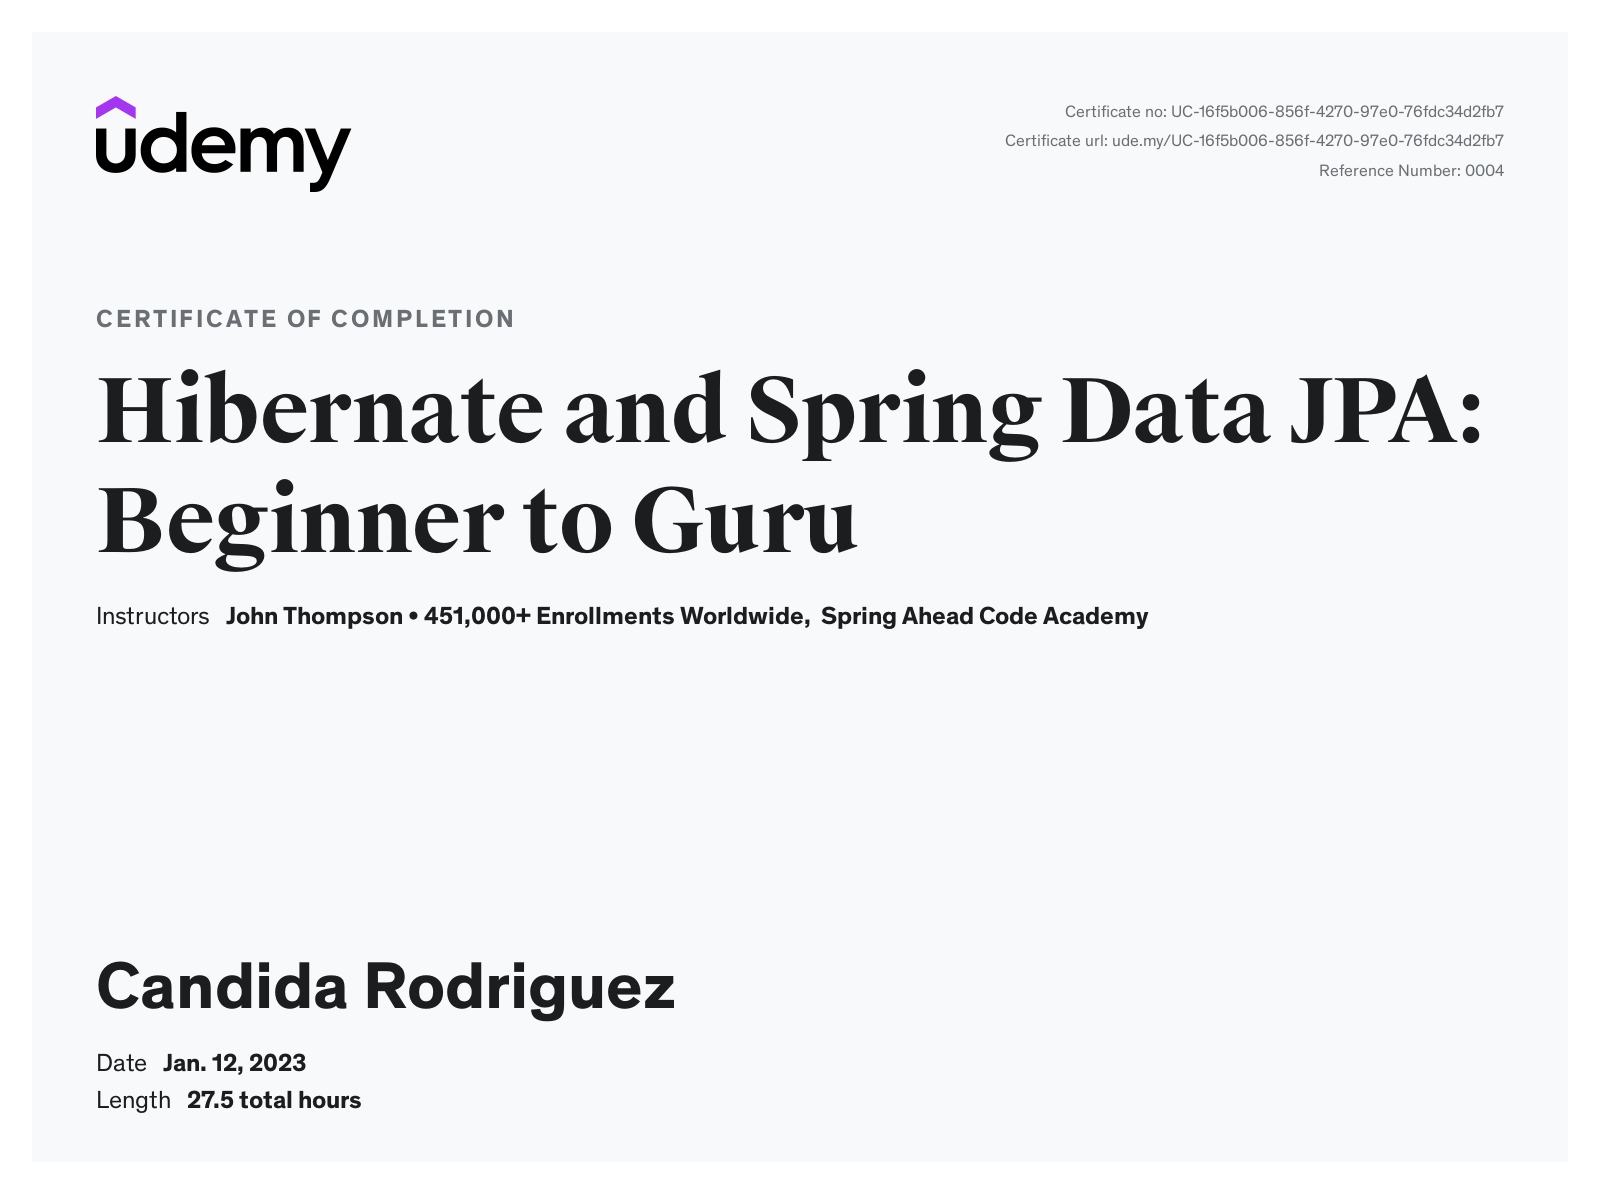 udemy
Certificate no: UC-16f5b006-856f-4270-97e0-76fdc34d2fb7
Certificate url: ude.my/UC-16f5b006-856f-4270-97e0-76fdc34d2fb7
Reference Number: 0004
CERTIFICATE OF COMPLETION
Hibernate and Spring Data JPA:
Beginner to Guru
Instructors John Thompson • 451,000+ Enrollments Worldwide, Spring Ahead Code Academy
Candida Rodriguez
Date Jan. 12, 2023
Length 27.5 total hours